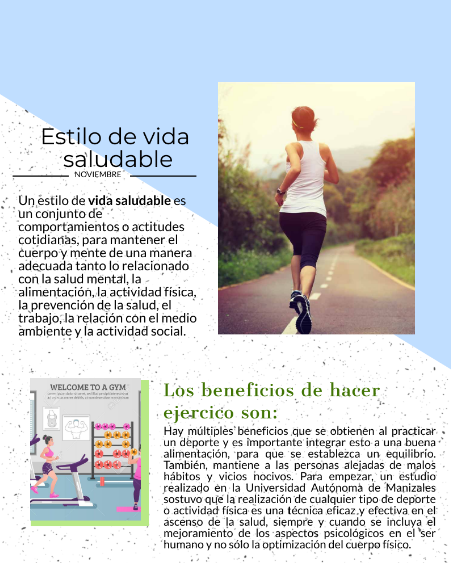 Estilo de vida
saludable
NOVIEMBRE
Un estilo de vida saludable es
un conjunto de
comportamientos o actitudes
cotidianas, para mantener el
cuerpo y mente de una manera
adecuada tanto lo relacionado
con la salud mental, la
alimentación, la actividad física,
la prevención de la salud, el
trabajo, la relación con el medio
ambiente y la actividad social.
WELCOME TO A GYM
Los beneficios de hacer
ejercico son:
Hay múltiples beneficios que se obtienen al practicar
un deporte y es importante integrar esto a una buena
alimentación, para que se establezca un equilibrio.
También, mantiene a las personas alejadas de malos
hábitos y vicios nocivos. Para empezar, un estudio
realizado en la Universidad Autónoma de Manizales
sostuvo que la realización de cualquier tipo de deporte
o actividad física es una técnica eficaz y efectiva en el
ascenso de la salud, siempre y cuando se incluya el
mejoramiento de los aspectos psicológicos en el ser
humano y no sólo la optimización del cuerpo físico.